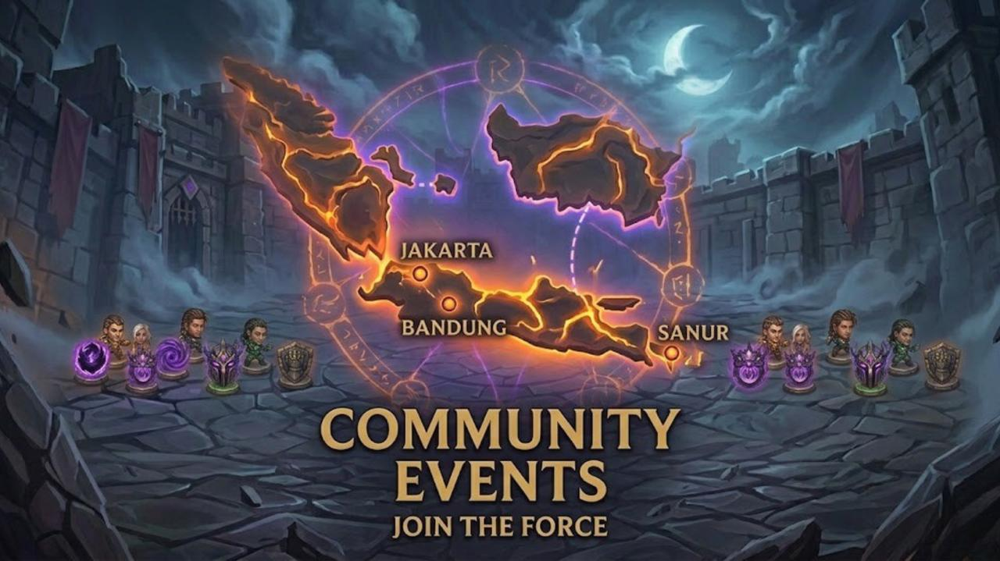 JAKARTA
BANDUNG
SANUR
COMMUNITY
EVENTS
JOIN THE FORCE